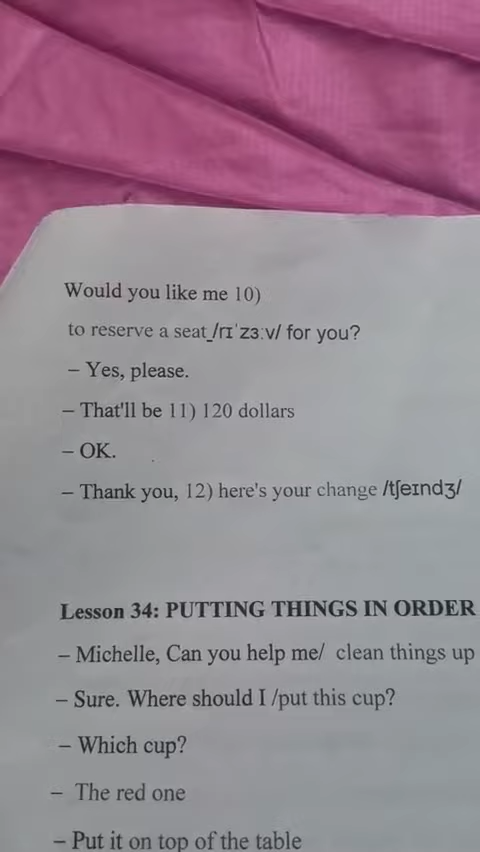 Would you like me 10)
to reserve a seat /rɪˈzɜːv/ for you?
– Yes, please.
– That'll be 11) 120 dollars
– OK.
– Thank you, 12) here's your change /tʃeɪndʒ/
Lesson 34: PUTTING THINGS IN ORDER
– Michelle, Can you help me/ clean things up
– Sure. Where should I /put this cup?
– Which cup?
– The red one
– Put it on top of the table